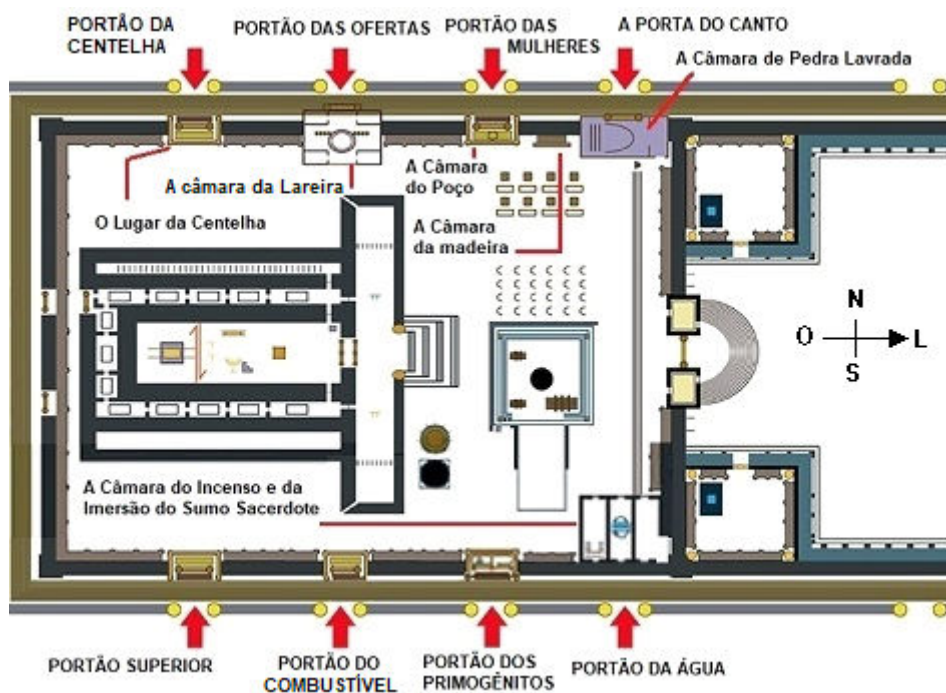 PORTÃO DA
CENTELHA
PORTÃO DAS OFERTAS
PORTÃO DAS
MULHERES
A PORTA DO CANTO
A Câmara de Pedra Lavrada
A câmara da Lareira
A Câmara
do Poço
O Lugar da Centelha
A Câmara
da madeira
N
O
L
S
A Câmara do Incenso e da
Imersão do Sumo Sacerdote
PORTÃO SUPERIOR
PORTÃO DO
COMBUSTÍVEL
PORTÃO DOS
PRIMOGÊNITOS
PORTÃO DA ÁGUA